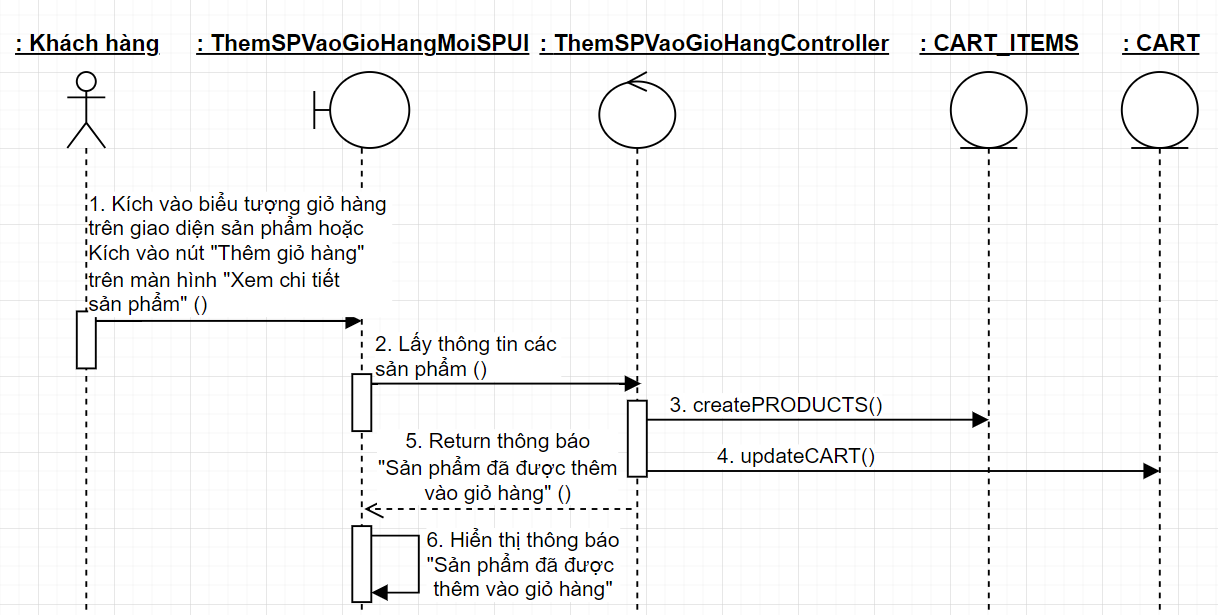 : Khách hàng
: ThemSPVaoGioHangMoiSPUI
: ThemSPVaoGioHangController
: CART_ITEMS
: CART
1. Kích vào biểu tượng giỏ hàng
trên giao diện sản phẩm hoặc
Kích vào nút "Thêm giỏ hàng"
trên màn hình "Xem chi tiết
sản phẩm" ()
2. Lấy thông tin các
sản phẩm ()
3. createPRODUCTS()
4. updateCART()
5. Return thông báo
"Sản phẩm đã được thêm
vào giỏ hàng" ()
6. Hiển thị thông báo
"Sản phẩm đã được
thêm vào giỏ hàng"